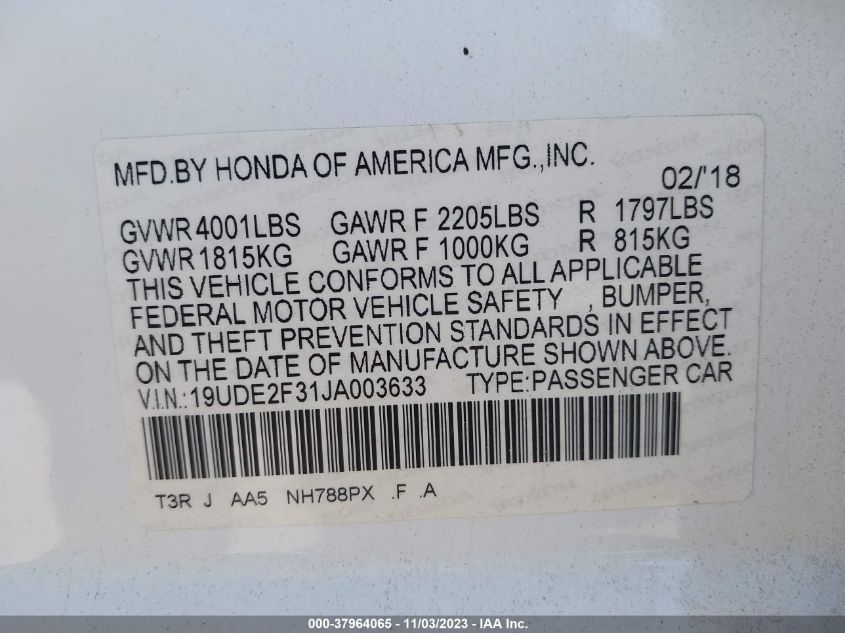 MFD.BY HONDA OF AMERICA MFG.,INC.
02/'18
GVWR 4001LBS GAWR F 2205LBS R 1797LBS
GVWR 1815KG GAWR F 1000KG R 815KG
THIS VEHICLE CONFORMS TO ALL APPLICABLE
FEDERAL MOTOR VEHICLE SAFETY , BUMPER,
AND THEFT PREVENTION STANDARDS IN EFFECT
ON THE DATE OF MANUFACTURE SHOWN ABOVE.
V.I.N.:19UDE2F31JA003633 TYPE:PASSENGER CAR
T3R J AA5 NH788PX .F .A
000-37964065 - 11/03/2023 - IAA Inc.